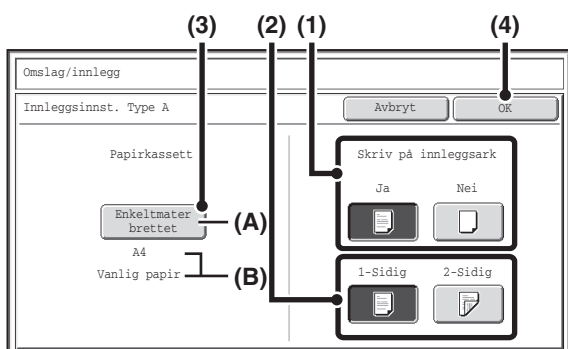 (3) (2) (1) (4)
Omslag/innlegg
Innleggsinnst. Type A Avbryt OK
Papirkassett Skriv på innleggsark
Ja Nei
Enkeltmater
brettet
(A)
A4
Vanlig papir
(B)
1-Sidig 2-Sidig